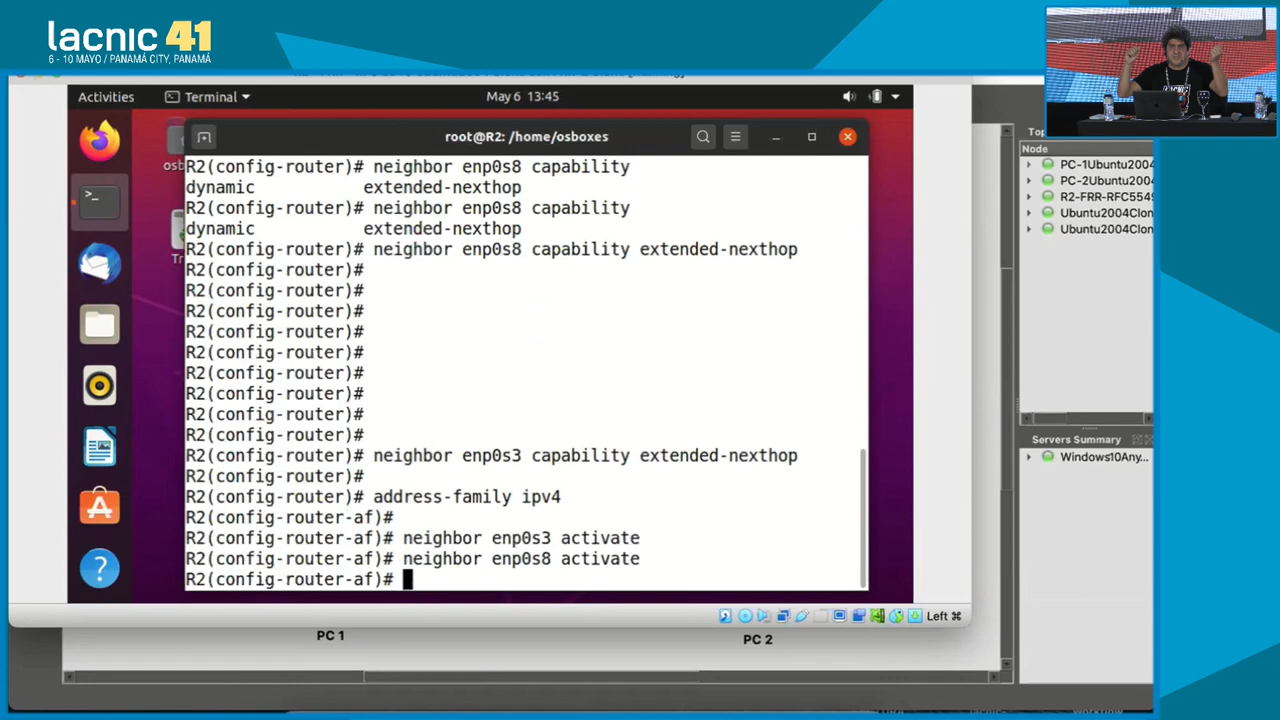 lacnic 41
6 - 10 MAYO / PANAMÁ CITY, PANAMÁ
Activities
Terminal
May 6 13:45
root@R2: /home/osboxes
R2(config-router)# neighbor enp0s8 capability
dynamic extended-nexthop
R2(config-router)# neighbor enp0s8 capability
dynamic extended-nexthop
R2(config-router)# neighbor enp0s8 capability extended-nexthop
R2(config-router)#
R2(config-router)#
R2(config-router)#
R2(config-router)#
R2(config-router)#
R2(config-router)#
R2(config-router)#
R2(config-router)#
R2(config-router)#
R2(config-router)# neighbor enp0s3 capability extended-nexthop
R2(config-router)#
R2(config-router)# address-family ipv4
R2(config-router-af)#
R2(config-router-af)# neighbor enp0s3 activate
R2(config-router-af)# neighbor enp0s8 activate
R2(config-router-af)#
Left ⌘
PC 1
PC 2
Top
Node
PC-1Ubuntu2004
PC-2Ubuntu2004
R2-FRR-RFC5549
Ubuntu2004Clon
Ubuntu2004Clon
Servers Summary
Windows10Any...